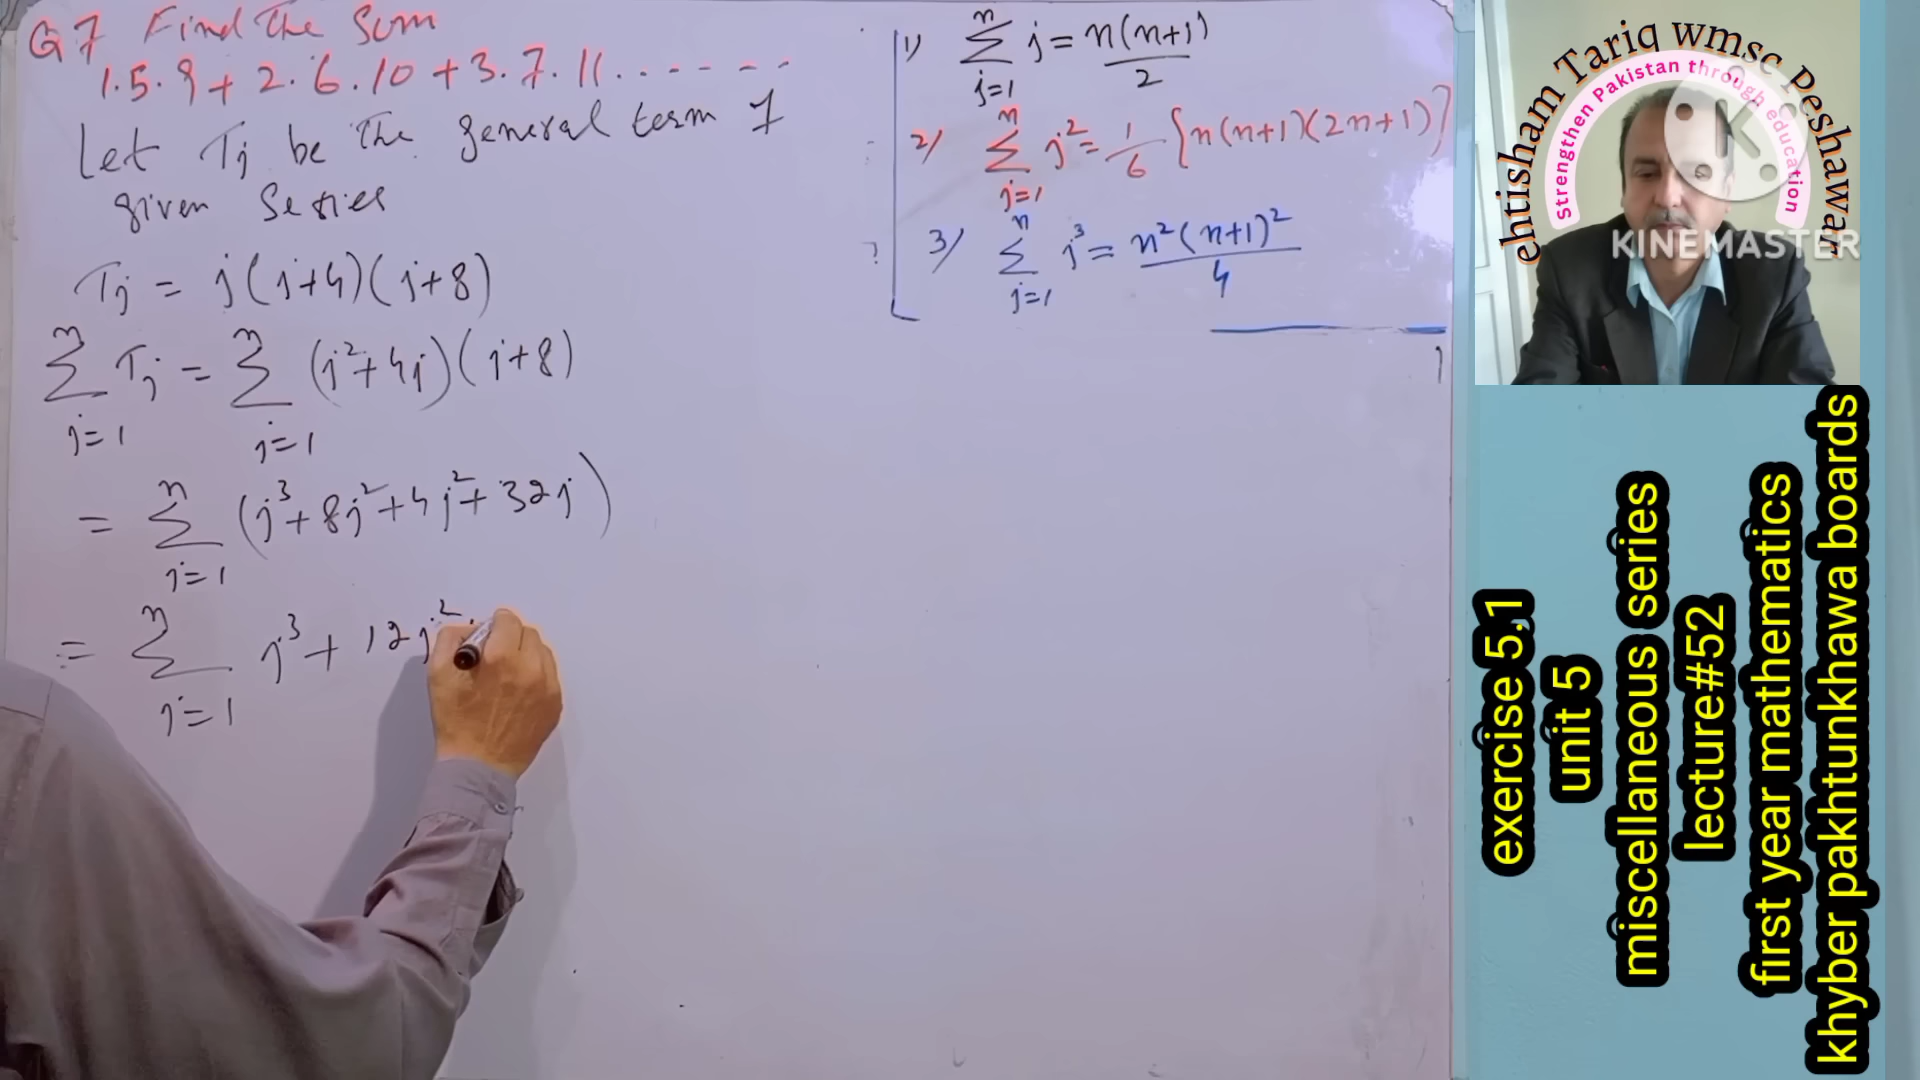 Q7 Find the Sum
1.5.9 + 2.6.10 + 3.7.11.......
Let Tj be the general term of
given Series
Tj = j(j+4)(j+8)
n
∑ Tj = ∑ (j²+4j)(j+8)
j=1 j=1
n
= ∑ (j³+8j²+4j²+32j)
j=1
n
= ∑ j³+12j²
j=1
n
1) ∑ j = n(n+1)
j=1 2
n
2) ∑ j² = 1/6 {n(n+1)(2n+1)}
j=1
n
3) ∑ j³ = n²(n+1)²
j=1 4
ehtisham Tariq wmsc Peshawar
Strengthen Pakistan through education
KINEMASTER
exercise 5.1
unit 5
miscellaneous series
lecture#52
first year mathematics
khyber pakhtunkhawa boards